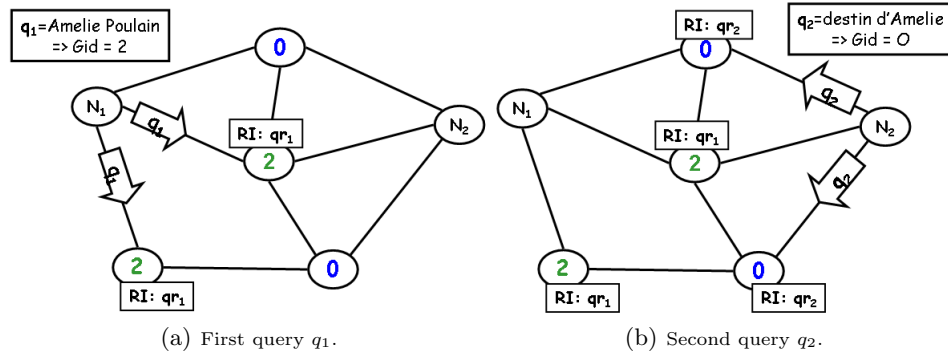 q1=Amelie Poulain
=> Gid = 2
0
N1
q1
RI: qr1
2
N2
q1
2
RI: qr1
0
(a) First query q1.
q2=destin d'Amelie
=> Gid = 0
RI: qr2
0
N1
q2
RI: qr1
2
N2
q2
2
RI: qr1
0
RI: qr2
(b) Second query q2.